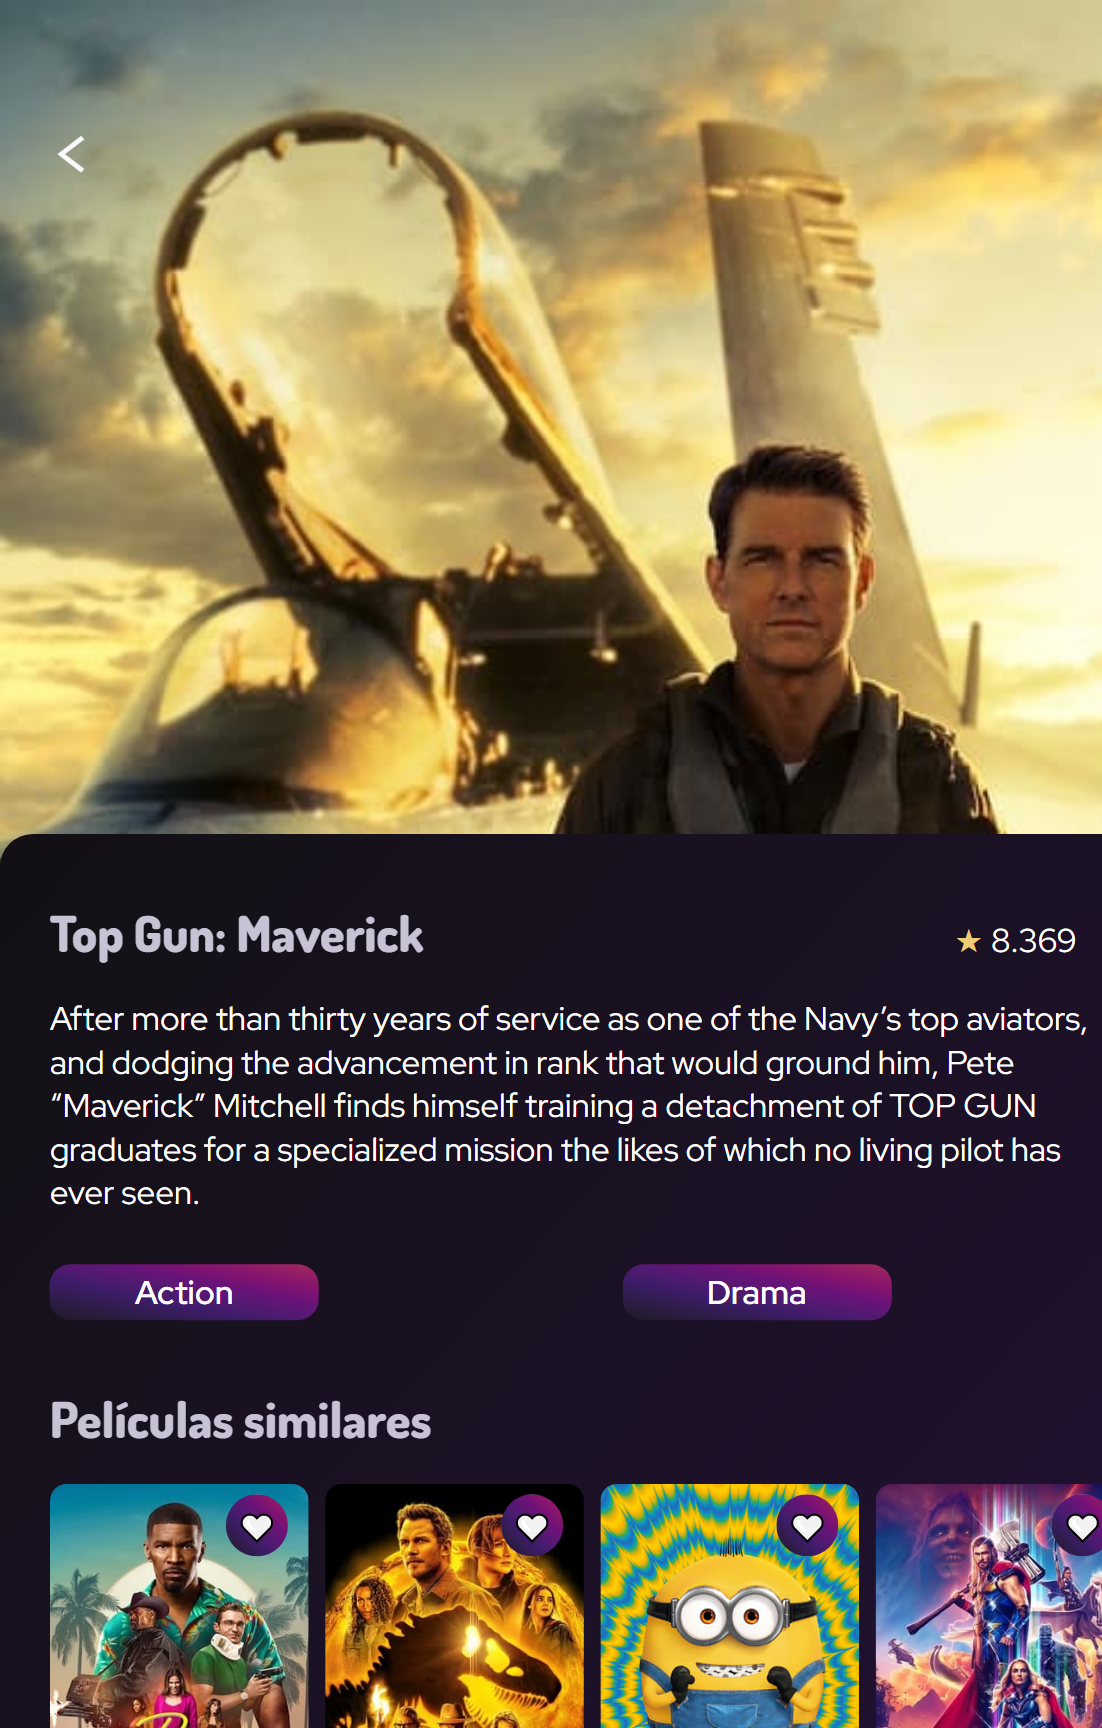 Top Gun: Maverick
★ 8.369
After more than thirty years of service as one of the Navy’s top aviators,
and dodging the advancement in rank that would ground him, Pete
“Maverick” Mitchell finds himself training a detachment of TOP GUN
graduates for a specialized mission the likes of which no living pilot has
ever seen.
Action
Drama
Películas similares